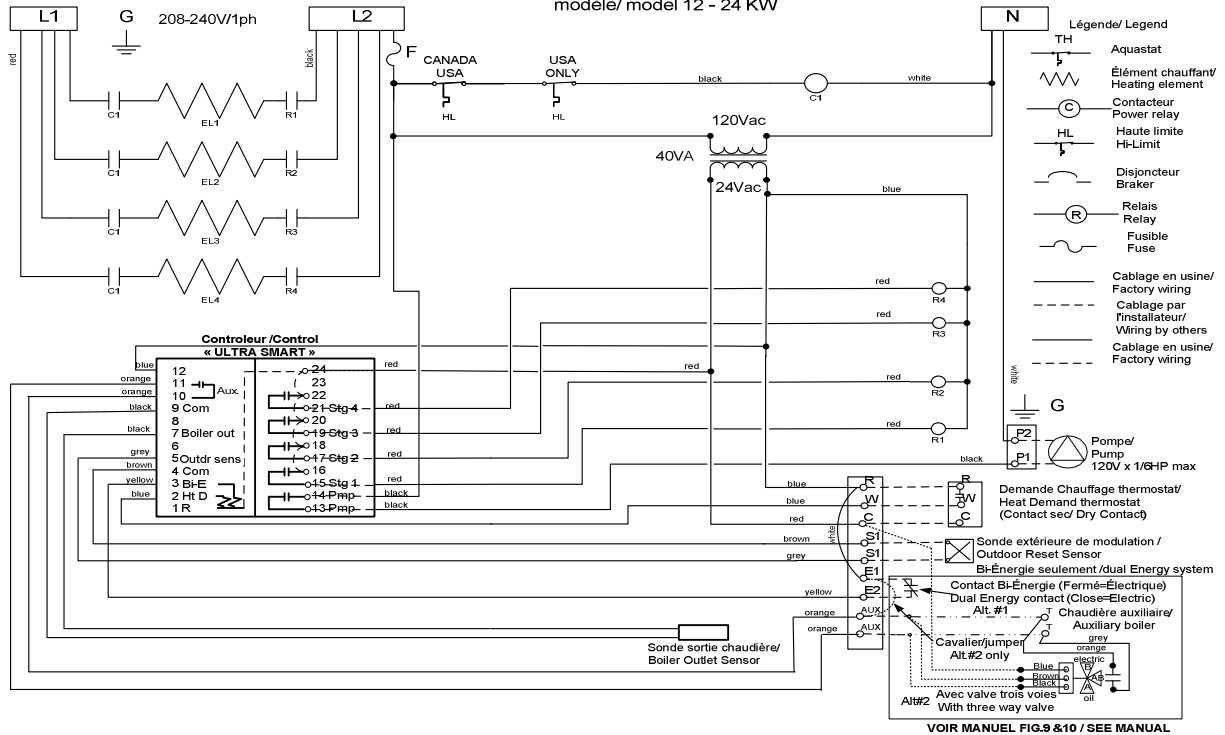 modèle/ model 12 - 24 KW
L1
G
208-240V/1ph
L2
N
red
black
F
CANADA
USA
HL
USA
ONLY
HL
black
C1
white
C1
EL1
R1
C1
EL2
R2
C1
EL3
R3
C1
EL4
R4
120Vac
40VA
24Vac
blue
red
R4
red
R3
red
R2
red
R1
Légende/ Legend
TH
Aquastat
Élément chauffant/
Heating element
C
Contacteur
Power relay
HL
Haute limite
Hi-Limit
Disjoncteur
Braker
R
Relais
Relay
Fusible
Fuse
Cablage en usine/
Factory wiring
Cablage par
l'installateur/
Wiring by others
Cablage en usine/
Factory wiring
Controleur /Control
« ULTRA SMART »
blue
orange
orange
black
black
grey
brown
yellow
blue
12
11
10
Aux.
9 Com
8
7 Boiler out
6
5 Outdr sens
4 Com
3 Bi-E
2 Ht D
1 R
24
23
22
21 Stg 4
20
19 Stg 3
18
17 Stg 2
16
15 Stg 1
14 Pmp
13 Pmp
red
red
red
red
red
black
black
red
white
black
G
P2
P1
Pompe/
Pump
120V x 1/6HP max
blue
blue
red
white
brown
grey
yellow
orange
orange
R
W
C
S1
S1
E1
E2
AUX
AUX
R
W
C
Demande Chauffage thermostat/
Heat Demand thermostat
(Contact sec/ Dry Contact)
Sonde extérieure de modulation /
Outdoor Reset Sensor
Bi-Énergie seulement /dual Energy system
Contact Bi-Énergie (Fermé=Électrique)
Dual Energy contact (Close=Electric)
Alt. #1
T
T
Chaudière auxiliaire/
Auxiliary boiler
grey
orange
electric
Cavalier/jumper
Alt.#2 only
Blue
Brown
Black
B
AB
A
oil
Alt#2
Avec valve trois voies
With three way valve
Sonde sortie chaudière/
Boiler Outlet Sensor
VOIR MANUEL FIG.9 &10 / SEE MANUAL